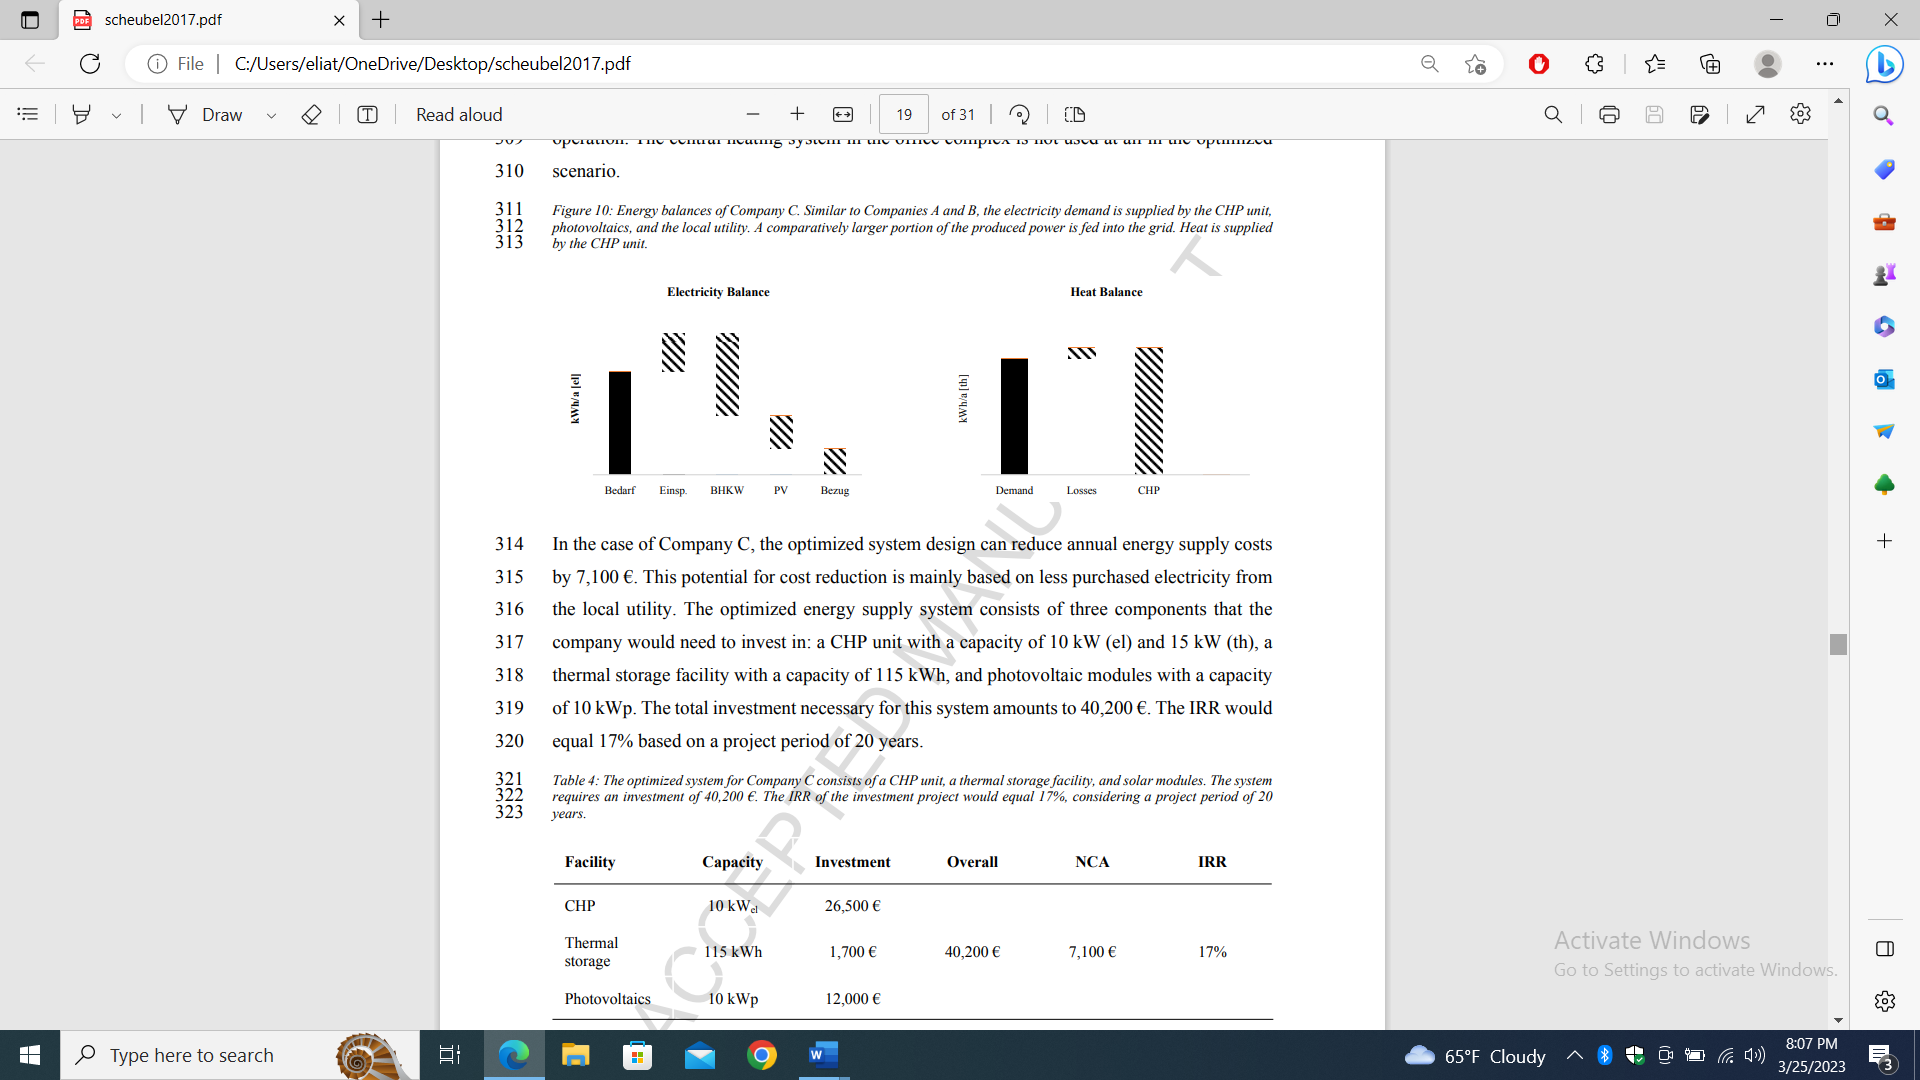 scheubel2017.pdf
File
C:/Users/eliat/OneDrive/Desktop/scheubel2017.pdf
Draw
Read aloud
19 of 31
309 operation. The central heating system in the office complex is not used at all in the optimized
310 scenario.
311 Figure 10: Energy balances of Company C. Similar to Companies A and B, the electricity demand is supplied by the CHP unit,
312 photovoltaics, and the local utility. A comparatively larger portion of the produced power is fed into the grid. Heat is supplied
313 by the CHP unit.
Electricity Balance
kWh/a [el]
Bedarf Einsp. BHKW PV Bezug
Heat Balance
kWh/a [th]
Demand Losses CHP
314 In the case of Company C, the optimized system design can reduce annual energy supply costs
315 by 7,100 €. This potential for cost reduction is mainly based on less purchased electricity from
316 the local utility. The optimized energy supply system consists of three components that the
317 company would need to invest in: a CHP unit with a capacity of 10 kW (el) and 15 kW (th), a
318 thermal storage facility with a capacity of 115 kWh, and photovoltaic modules with a capacity
319 of 10 kWp. The total investment necessary for this system amounts to 40,200 €. The IRR would
320 equal 17% based on a project period of 20 years.
321 Table 4: The optimized system for Company C consists of a CHP unit, a thermal storage facility, and solar modules. The system
322 requires an investment of 40,200 €. The IRR of the investment project would equal 17%, considering a project period of 20
323 years.
Facility Capacity Investment Overall NCA IRR
CHP 10 kWel 26,500 €
Thermal
storage 115 kWh 1,700 € 40,200 € 7,100 € 17%
Photovoltaics 10 kWp 12,000 €
ACCEPTED MANU T
Activate Windows
Go to Settings to activate Windows.
Type here to search
65°F Cloudy
8:07 PM
3/25/2023
3